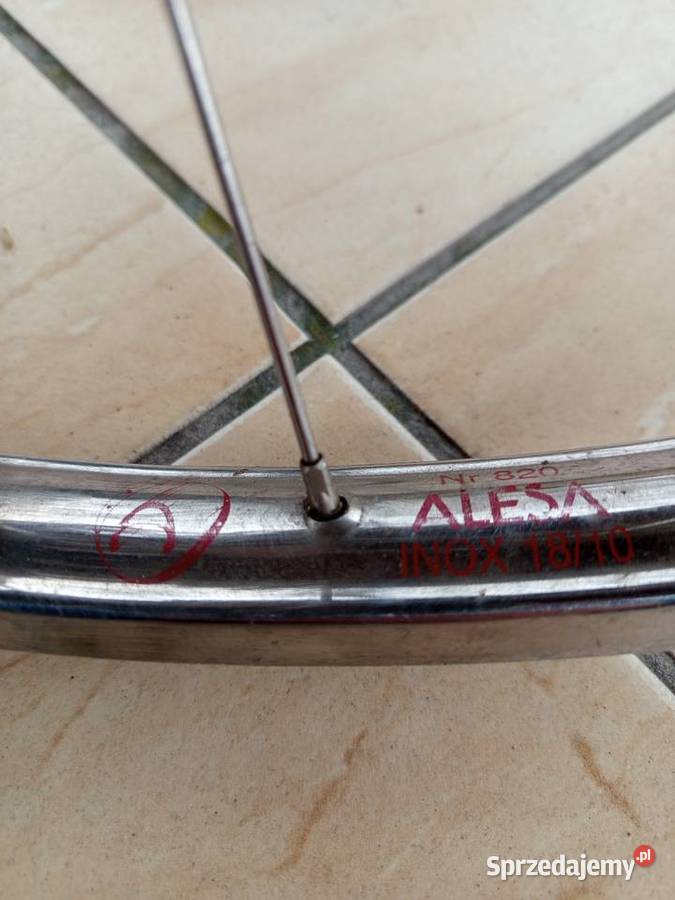 Nr 820
ALESA
INOX 18/10
Sprzedajemy.pl